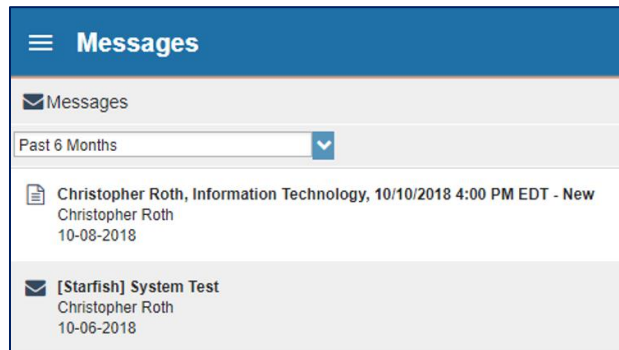 Messages
Messages
Past 6 Months
Christopher Roth, Information Technology, 10/10/2018 4:00 PM EDT - New
Christopher Roth
10-08-2018
[Starfish] System Test
Christopher Roth
10-06-2018